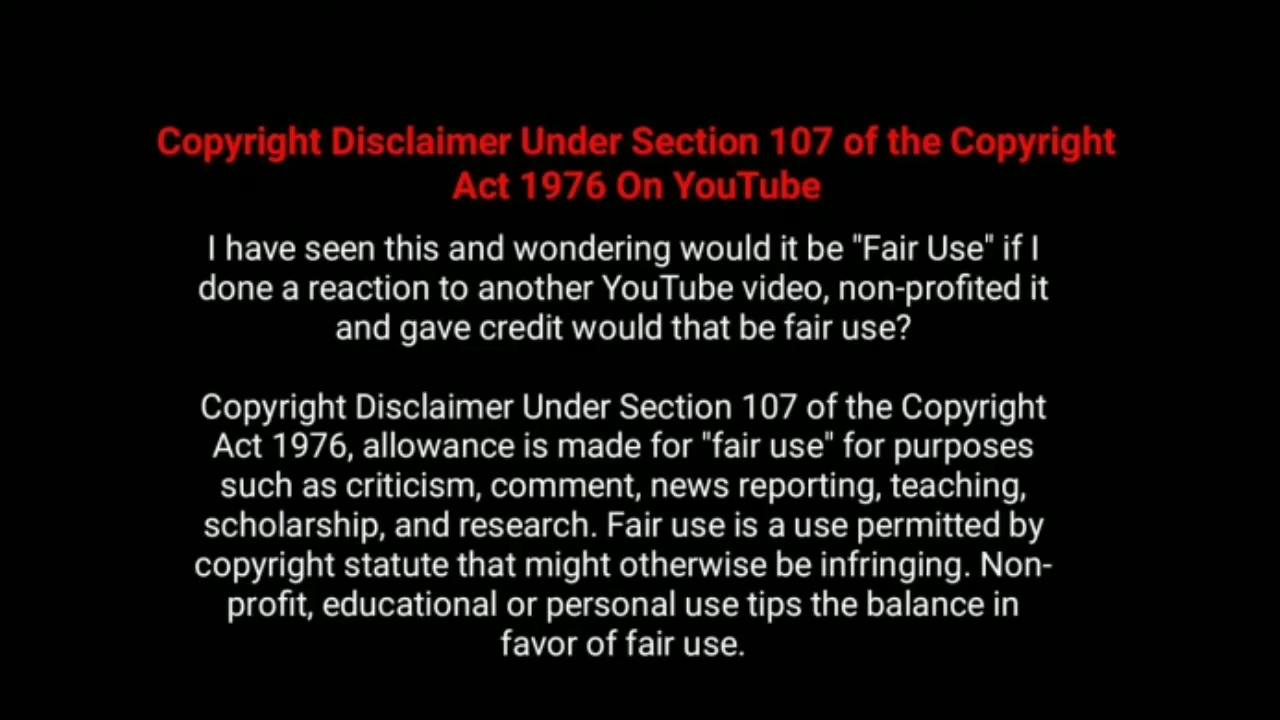 Copyright Disclaimer Under Section 107 of the Copyright
Act 1976 On YouTube
I have seen this and wondering would it be "Fair Use" if I
done a reaction to another YouTube video, non-profited it
and gave credit would that be fair use?
Copyright Disclaimer Under Section 107 of the Copyright
Act 1976, allowance is made for "fair use" for purposes
such as criticism, comment, news reporting, teaching,
scholarship, and research. Fair use is a use permitted by
copyright statute that might otherwise be infringing. Non-
profit, educational or personal use tips the balance in
favor of fair use.